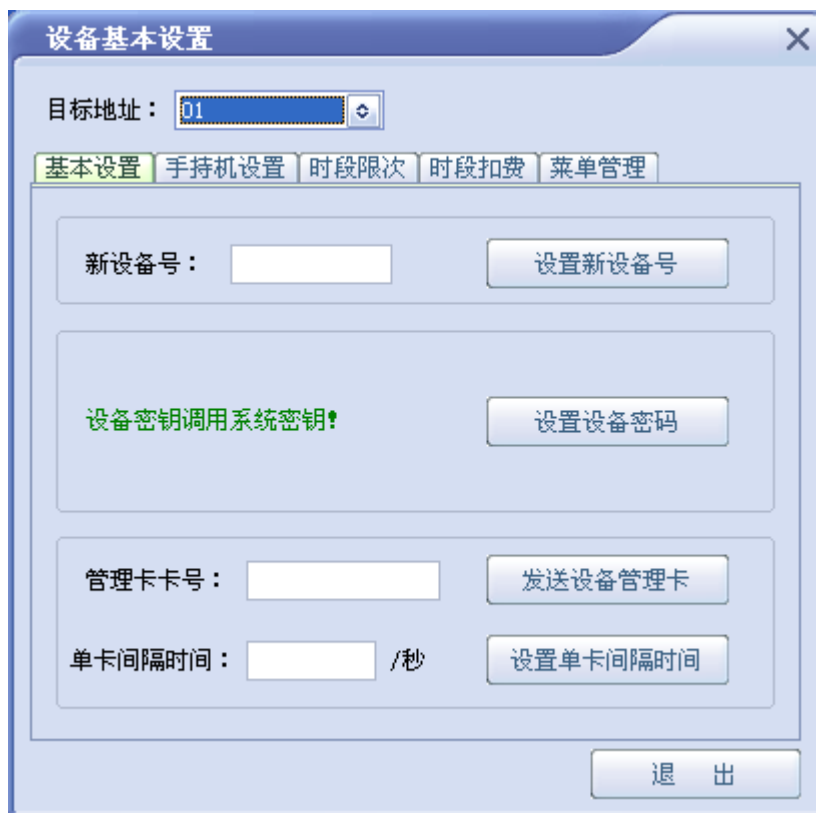 设备基本设置
目标地址： 01
基本设置 手持机设置 时段限次 时段扣费 菜单管理
新设备号： 设置新设备号
设备密钥调用系统密钥! 设置设备密码
管理卡卡号： 发送设备管理卡
单卡间隔时间： /秒 设置单卡间隔时间
退 出